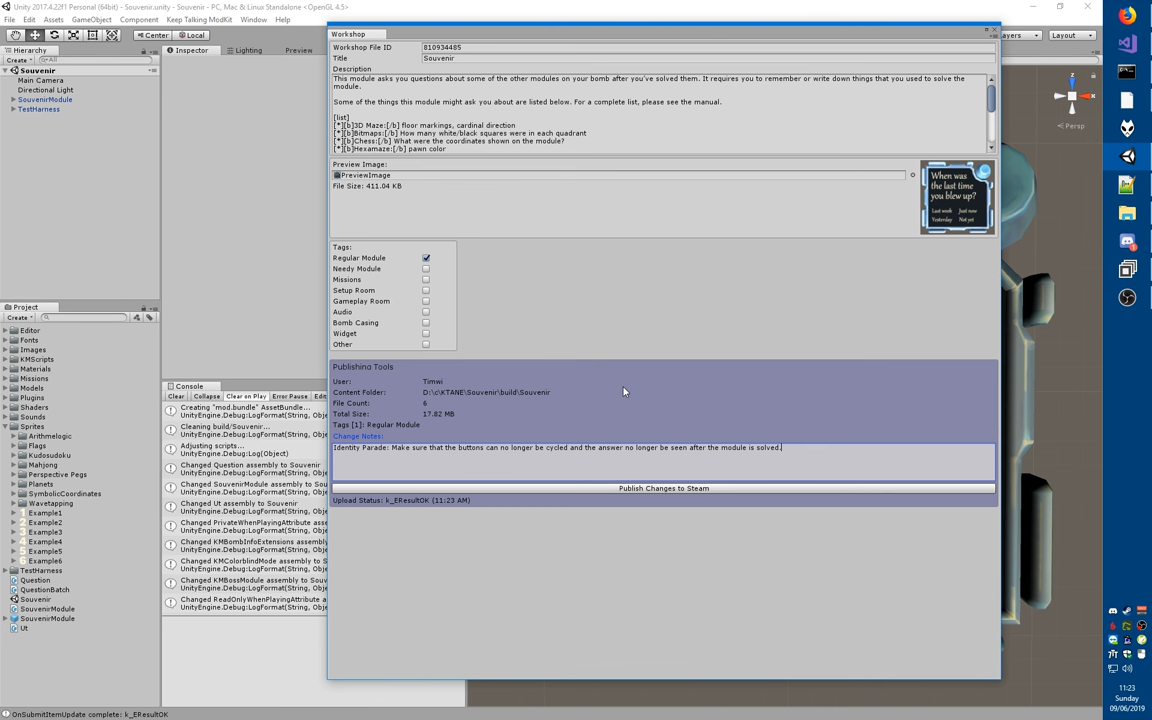 Unity 2017.4.22f1 Personal (64bit) - Souvenir.unity - Souvenir - PC, Mac & Linux Standalone <OpenGL 4.5>
File Edit Assets GameObject Component Keep Talking ModKit Window Help
Center Local
Layers Layout
Hierarchy
Create All
Souvenir
Main Camera
Directional Light
SouvenirModule
TestHarness
Inspector Lighting Preview
Persp
Workshop
Workshop File ID 810934485
Title Souvenir
Description
This module asks you questions about some of the other modules on your bomb after you've solved them. It requires you to remember or write down things that you used to solve the
module.
Some of the things this module might ask you about are listed below. For a complete list, please see the manual.
[list]
[*][b]3D Maze:[/b] floor markings, cardinal direction
[*][b]Bitmaps:[/b] How many white/black squares were in each quadrant
[*][b]Chess:[/b] What were the coordinates shown on the module?
[*][b]Hexamaze:[/b] pawn color
Preview Image:
PreviewImage
File Size: 411.04 KB
When was
the last time
you blew up?
Last week Just now
Yesterday Not yet
Tags:
Regular Module
Needy Module
Missions
Setup Room
Gameplay Room
Audio
Bomb Casing
Widget
Other
Publishing Tools
User: Timwi
Content Folder: D:\c\KTANE\Souvenir\build\Souvenir
File Count: 6
Total Size: 17.82 MB
Tags [1]: Regular Module
Change Notes:
Identity Parade: Make sure that the buttons can no longer be cycled and the answer no longer be seen after the module is solved.
Publish Changes to Steam
Upload Status: k_EResultOK (11:23 AM)
Project
Create
Editor
Fonts
Images
KMScripts
Materials
Missions
Models
Plugins
Shaders
Sounds
Sprites
Arithmelogic
Flags
Kudosudoku
Mahjong
Perspective Pegs
Planets
SymbolicCoordinates
Wavetapping
Example1
Example2
Example3
Example4
Example5
Example6
TestHarness
Question
QuestionBatch
Souvenir
SouvenirModule
SouvenirModule
Ut
Console
Clear Collapse Clear on Play Error Pause Edit
Creating "mod.bundle" AssetBundle...
UnityEngine.Debug:LogFormat(String, Obje
Cleaning build/Souvenir...
UnityEngine.Debug:LogFormat(String, Obje
Adjusting scripts...
UnityEngine.Debug:Log(Object)
Changed Question assembly to Souvenir
UnityEngine.Debug:LogFormat(String, Obje
Changed SouvenirModule assembly to
UnityEngine.Debug:LogFormat(String, Obje
Changed Ut assembly to Souvenir
UnityEngine.Debug:LogFormat(String, Obje
Changed PrivateWhenPlayingAttribute ass
UnityEngine.Debug:LogFormat(String, Obje
Changed KMBombInfoExtensions assembly
UnityEngine.Debug:LogFormat(String, Obje
Changed KMColorblindMode assembly to S
UnityEngine.Debug:LogFormat(String, Obje
Changed KMBossModule assembly to Souv
UnityEngine.Debug:LogFormat(String, Obje
Changed ReadOnlyWhenPlayingAttribute a
UnityEngine.Debug:LogFormat(String, Obje
OnSubmitItemUpdate complete: k_EResultOK
11:23
Sunday
09/06/2019